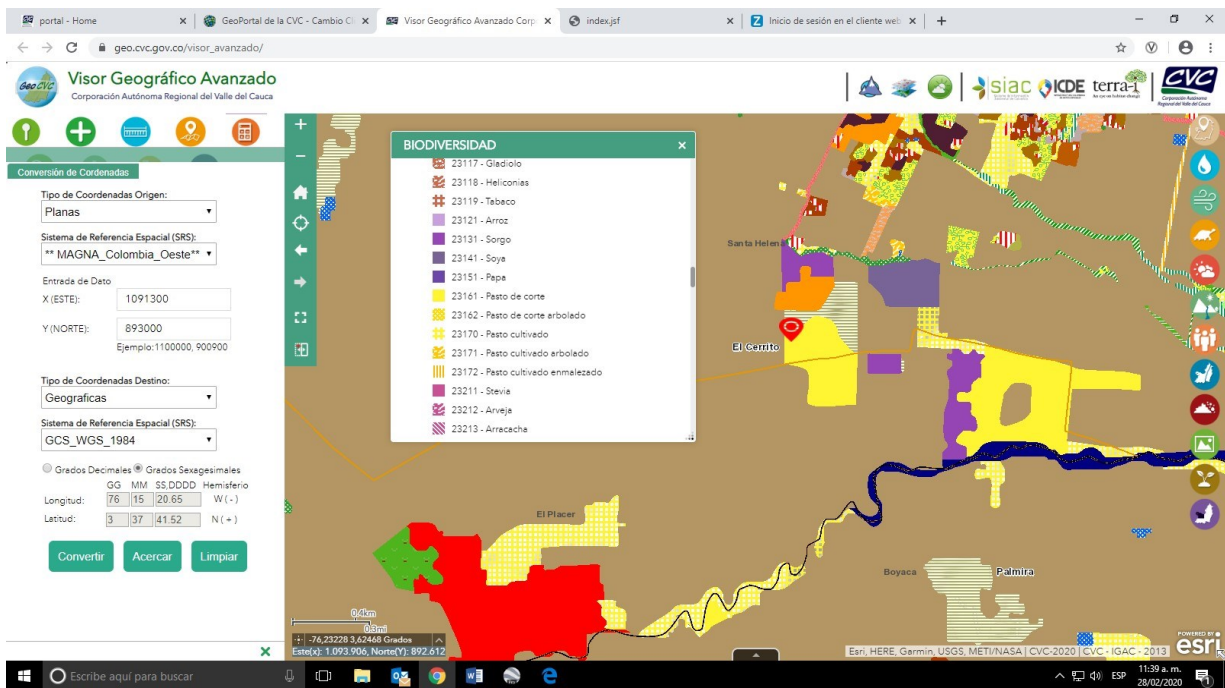 portal - Home
GeoPortal de la CVC - Cambio Cl
Visor Geográfico Avanzado Corp
index.jsf
Inicio de sesión en el cliente web
geo.cvc.gov.co/visor_avanzado/
GeoCVC
Visor Geográfico Avanzado
Corporación Autónoma Regional del Valle del Cauca
siac
ICDE
terra-i
CVC
Corporación Autónoma
Regional del Valle del Cauca
Conversión de Cordenadas
Tipo de Coordenadas Origen:
Planas
Sistema de Referencia Espacial (SRS):
** MAGNA_Colombia_Oeste**
Entrada de Dato
X (ESTE): 1091300
Y (NORTE): 893000
Ejemplo:1100000, 900900
Tipo de Coordenadas Destino:
Geograficas
Sistema de Referencia Espacial (SRS):
GCS_WGS_1984
Grados Decimales Grados Sexagesimales
GG MM SS,DDDD Hemisferio
Longitud: 76 15 20.65 W ( - )
Latitud: 3 37 41.52 N ( + )
Convertir Acercar Limpiar
BIODIVERSIDAD
23117 - Gladiolo
23118 - Heliconias
23119 - Tabaco
23121 - Arroz
23131 - Sorgo
23141 - Soya
23151 - Papa
23161 - Pasto de corte
23162 - Pasto de corte arbolado
23170 - Pasto cultivado
23171 - Pasto cultivado arbolado
23172 - Pasto cultivado enmalezado
23211 - Stevia
23212 - Arveja
23213 - Arracacha
Santa Helen
El Cerrito
El Placer
Boyaca
Palmira
0,4km
0,3mi
-76,23228 3,62468 Grados
Este(x): 1.093.906, Norte(Y): 892.612
Esri, HERE, Garmin, USGS, METI/NASA | CVC-2020 | CVC - IGAC - 2013
POWERED BY
esri
Escribe aquí para buscar
ESP
11:39 a. m.
28/02/2020